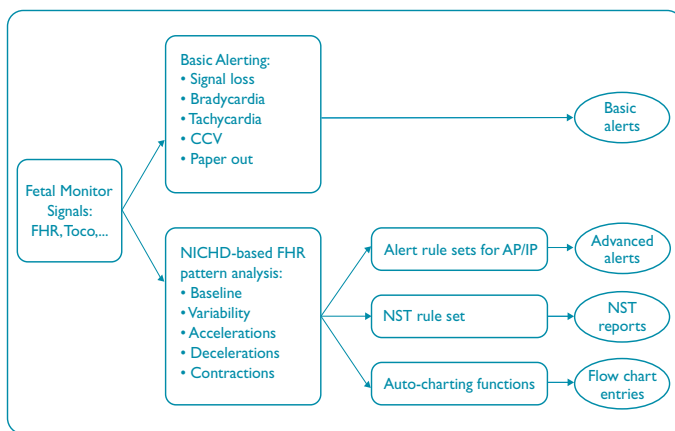 Basic Alerting:
• Signal loss
• Bradycardia
• Tachycardia
• CCV
• Paper out
Basic
alerts
Fetal Monitor
Signals:
FHR, Toco,...
NICHD-based FHR
pattern analysis:
• Baseline
• Variability
• Accelerations
• Decelerations
• Contractions
Alert rule sets for AP/IP
Advanced
alerts
NST rule set
NST
reports
Auto-charting functions
Flow chart
entries